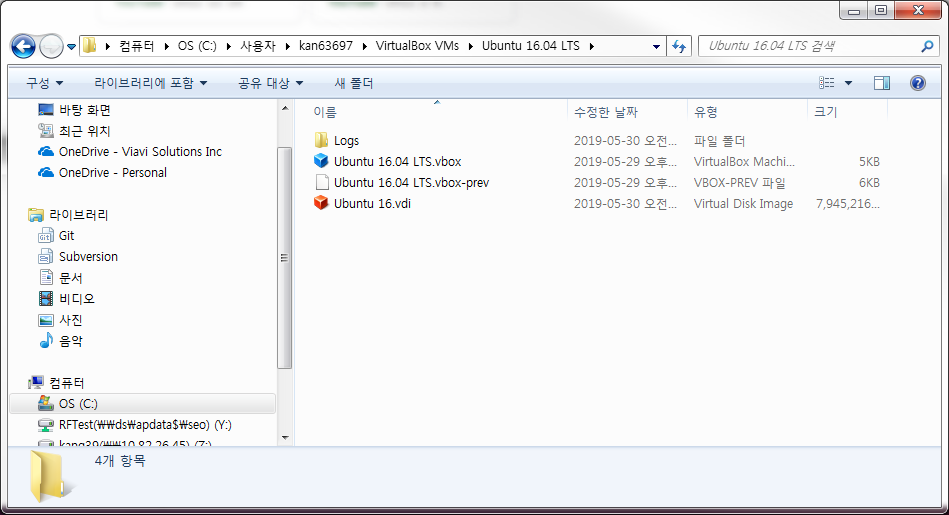 컴퓨터 OS (C:) 사용자 kan63697 VirtualBox VMs Ubuntu 16.04 LTS
Ubuntu 16.04 LTS 검색
구성 라이브러리에 포함 공유 대상 새 폴더
바탕 화면
최근 위치
OneDrive - Viavi Solutions Inc
OneDrive - Personal
라이브러리
Git
Subversion
문서
비디오
사진
음악
컴퓨터
OS (C:)
RFTest(₩₩ds₩apdata$₩seo) (Y:)
kang39(₩₩10.82.26.45) (Z:)
이름 수정한 날짜 유형 크기
Logs 2019-05-30 오전... 파일 폴더
Ubuntu 16.04 LTS.vbox 2019-05-29 오후... VirtualBox Machi... 5KB
Ubuntu 16.04 LTS.vbox-prev 2019-05-29 오후... VBOX-PREV 파일 6KB
Ubuntu 16.vdi 2019-05-30 오전... Virtual Disk Image 7,945,216...
4개 항목